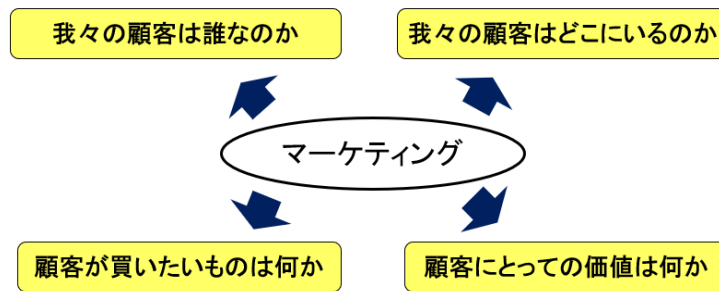 我々の顧客は誰なのか
我々の顧客はどこにいるのか
マーケティング
顧客が買いたいものは何か
顧客にとっての価値は何か